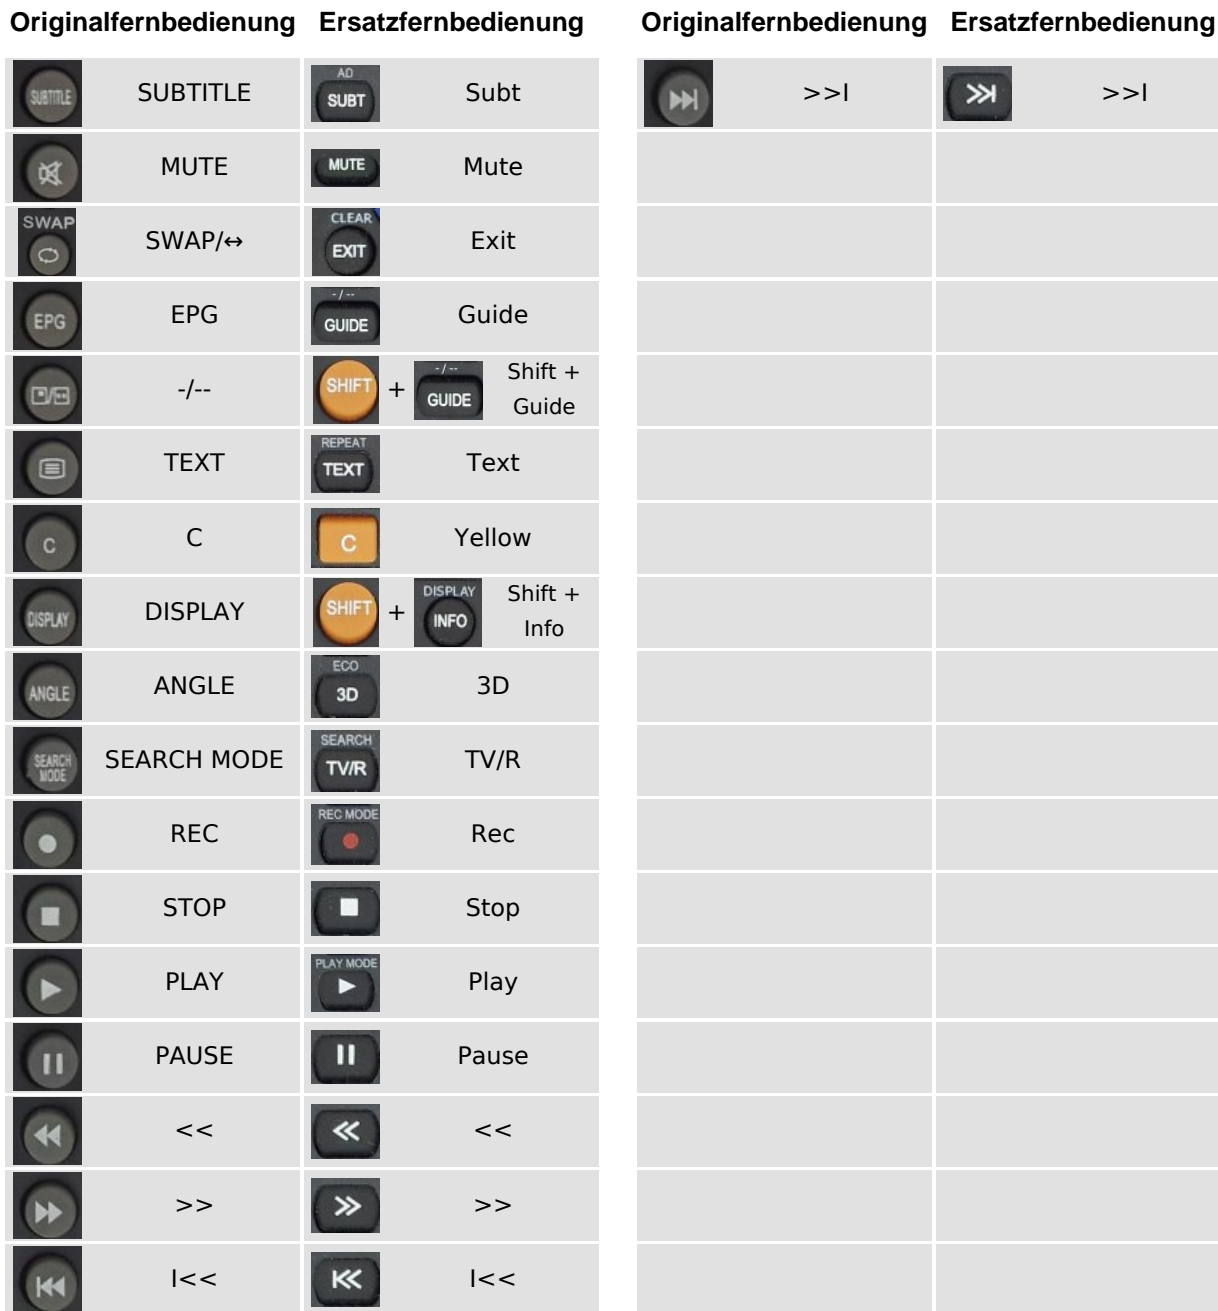 Originalfernbedienung Ersatzfernbedienung Originalfernbedienung Ersatzfernbedienung
SUBTITLE SUBTITLE AD SUBT Subt >>I >>I
MUTE MUTE Mute
SWAP SWAP/↔ CLEAR EXIT Exit
EPG EPG -/-- GUIDE Guide
-/-- SHIFT + -/-- GUIDE Shift + Guide
TEXT REPEAT TEXT Text
C C C Yellow
DISPLAY DISPLAY SHIFT + DISPLAY INFO Shift + Info
ANGLE ANGLE ECO 3D 3D
SEARCH MODE SEARCH MODE SEARCH TV/R TV/R
REC REC MODE Rec
STOP Stop
PLAY PLAY MODE Play
PAUSE Pause
<< <<
>> >>
I<< I<<